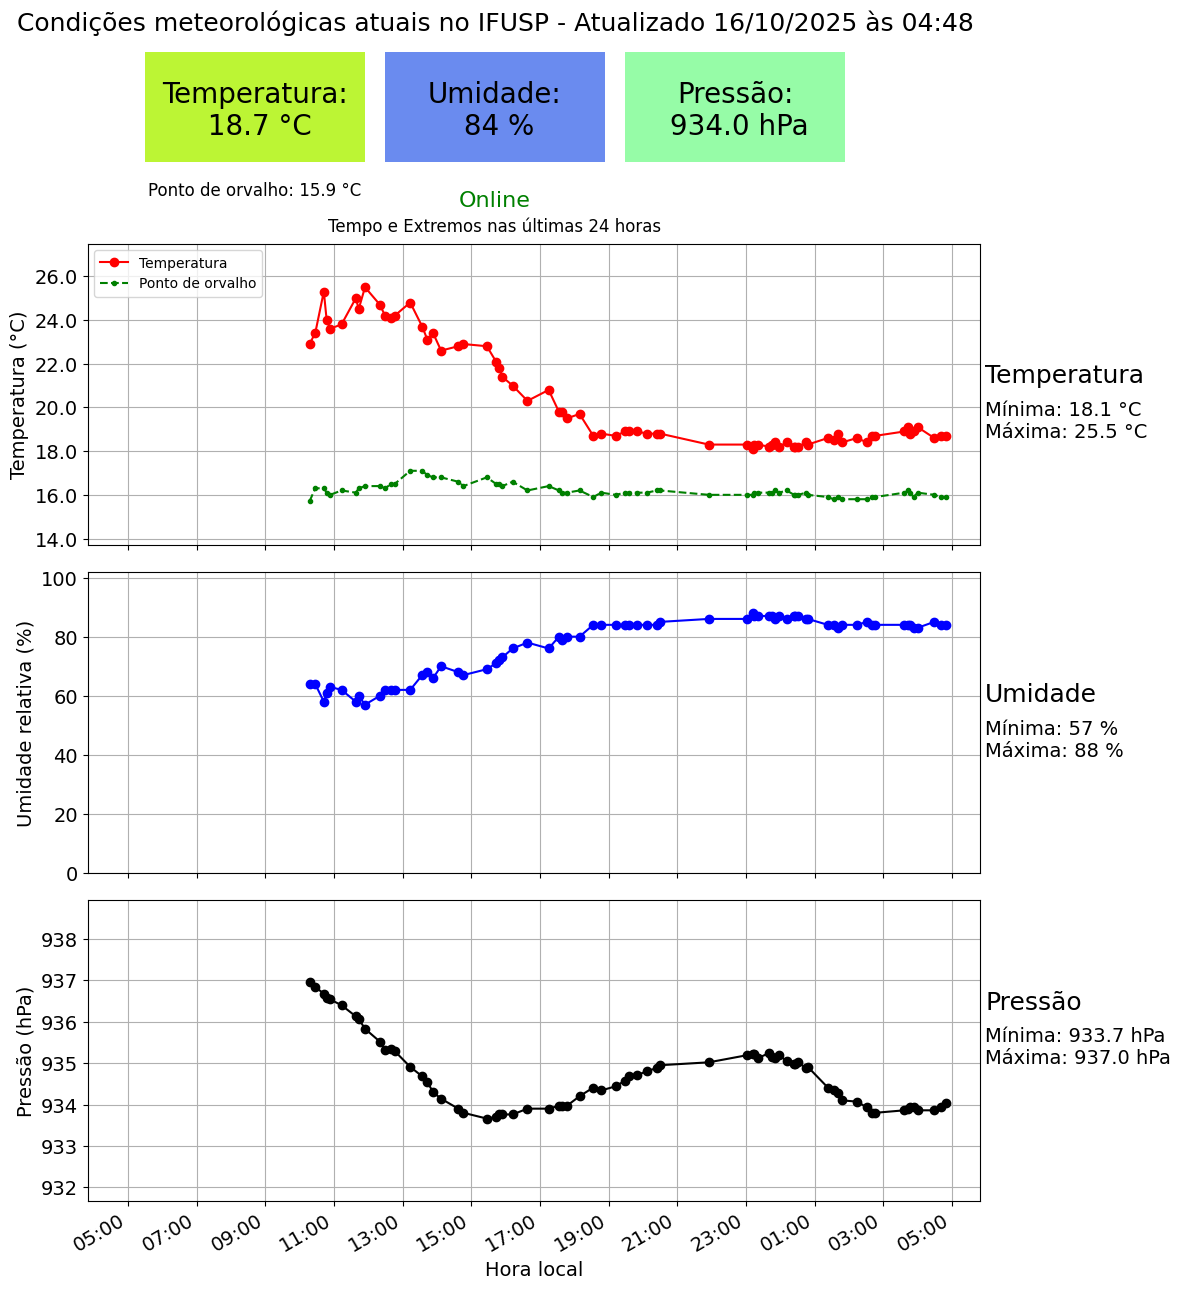 Condições meteorológicas atuais no IFUSP - Atualizado 16/10/2025 às 04:48
Temperatura:
18.7 °C
Umidade:
84 %
Pressão:
934.0 hPa
Ponto de orvalho: 15.9 °C
Online
Tempo e Extremos nas últimas 24 horas
Temperatura
Ponto de orvalho
26.0
24.0
22.0
20.0
18.0
16.0
14.0
Temperatura (°C)
Temperatura
Mínima: 18.1 °C
Máxima: 25.5 °C
100
80
60
40
20
0
Umidade relativa (%)
Umidade
Mínima: 57 %
Máxima: 88 %
938
937
936
935
934
933
932
Pressão (hPa)
Pressão
Mínima: 933.7 hPa
Máxima: 937.0 hPa
05:00
07:00
09:00
11:00
13:00
15:00
17:00
19:00
21:00
23:00
01:00
03:00
05:00
Hora local